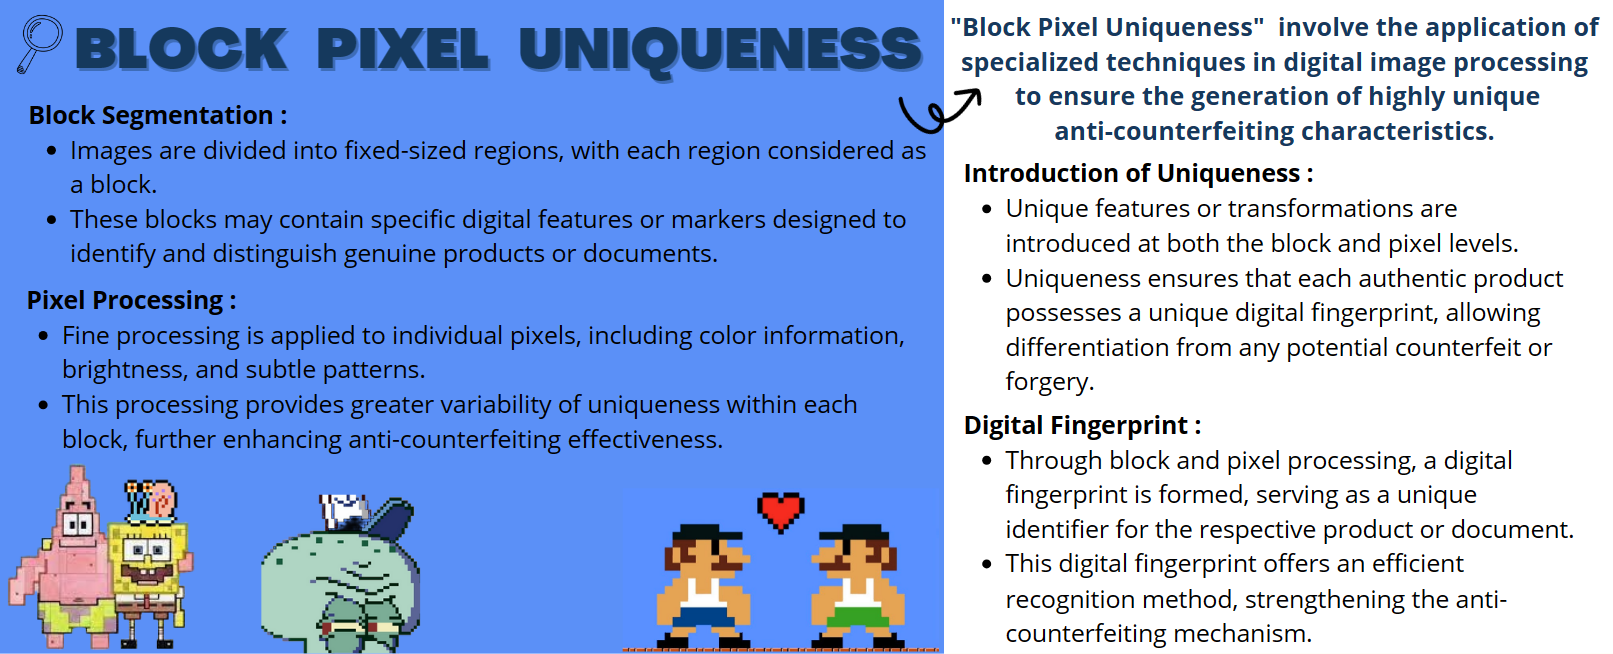 BLOCK PIXEL UNIQUENESS
Block Segmentation :
• Images are divided into fixed-sized regions, with each region considered as
a block.
• These blocks may contain specific digital features or markers designed to
identify and distinguish genuine products or documents.
Pixel Processing :
• Fine processing is applied to individual pixels, including color information,
brightness, and subtle patterns.
• This processing provides greater variability of uniqueness within each
block, further enhancing anti-counterfeiting effectiveness.
"Block Pixel Uniqueness" involve the application of
specialized techniques in digital image processing
to ensure the generation of highly unique
anti-counterfeiting characteristics.
Introduction of Uniqueness :
• Unique features or transformations are
introduced at both the block and pixel levels.
• Uniqueness ensures that each authentic product
possesses a unique digital fingerprint, allowing
differentiation from any potential counterfeit or
forgery.
Digital Fingerprint :
• Through block and pixel processing, a digital
fingerprint is formed, serving as a unique
identifier for the respective product or document.
• This digital fingerprint offers an efficient
recognition method, strengthening the anti-
counterfeiting mechanism.